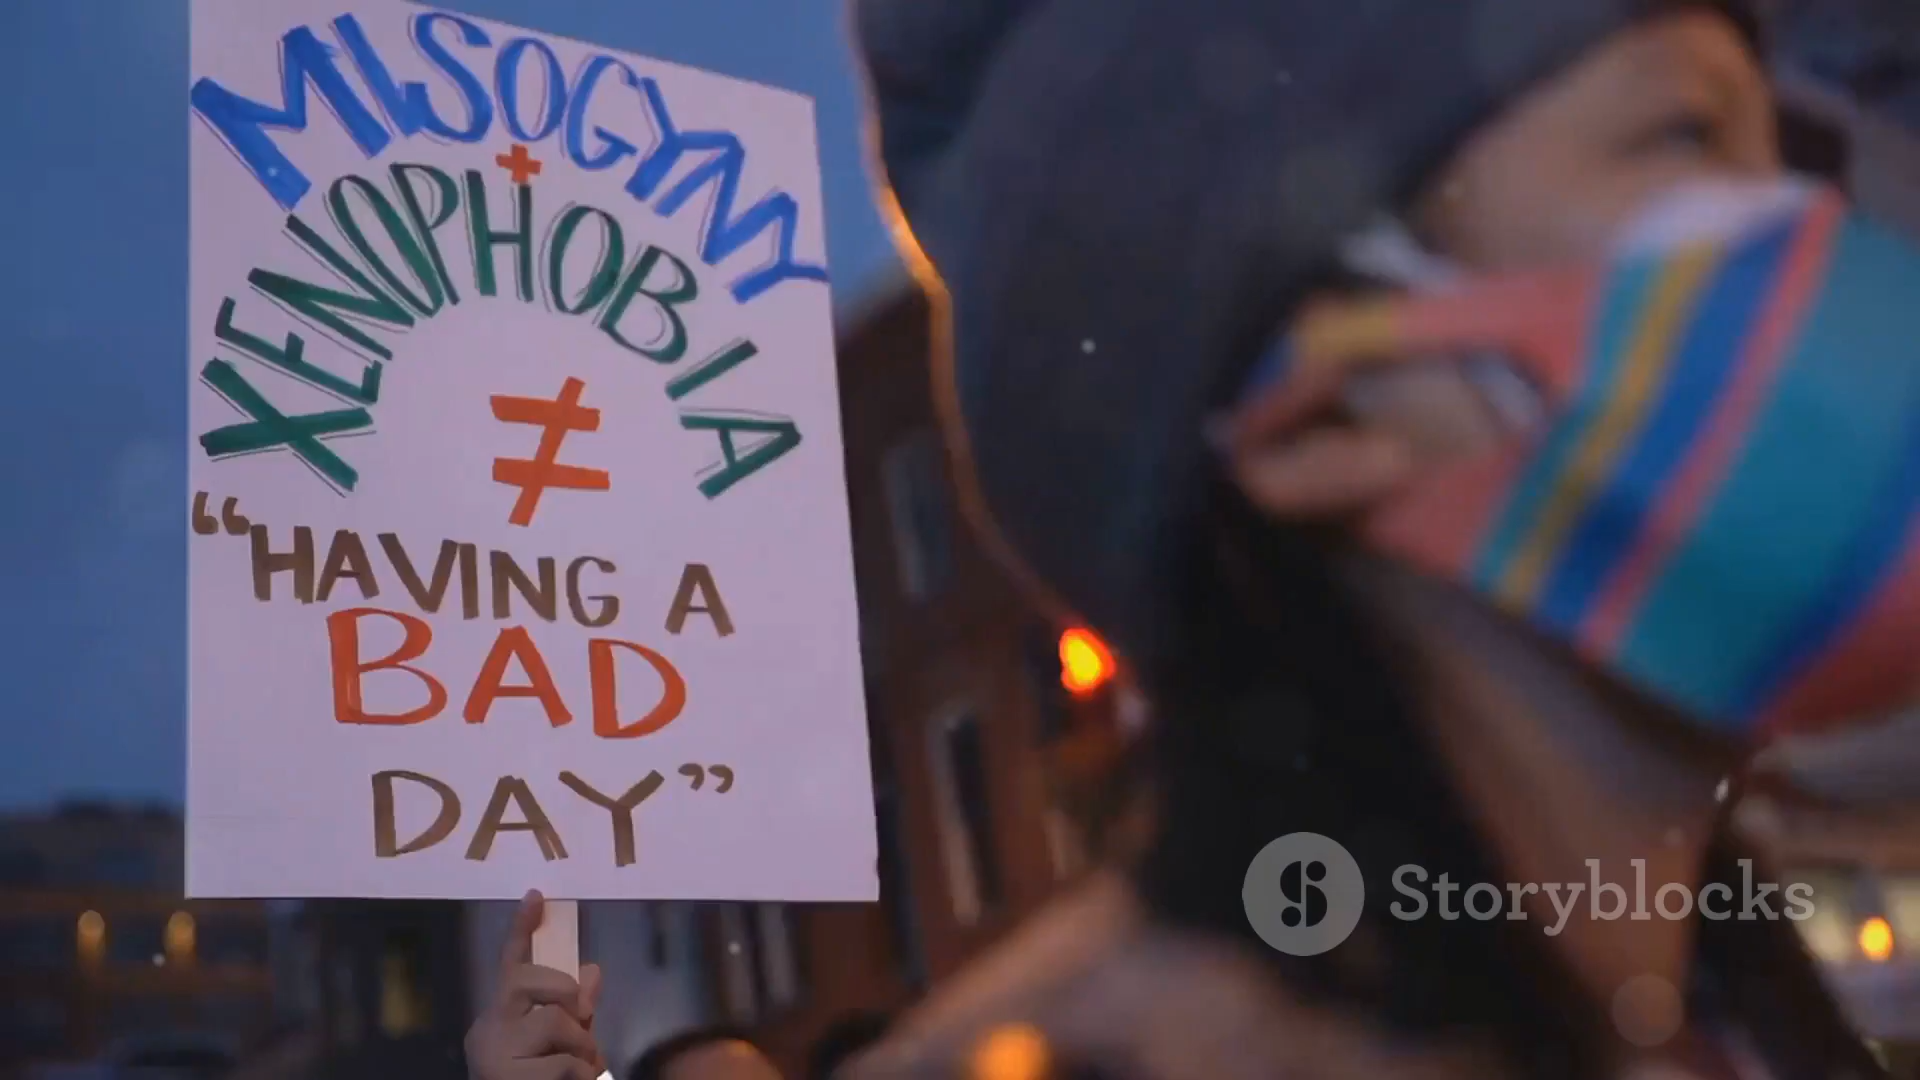 MISOGYNY
+
XENOPHOBIA
≠
“HAVING A
BAD
DAY”
Storyblocks